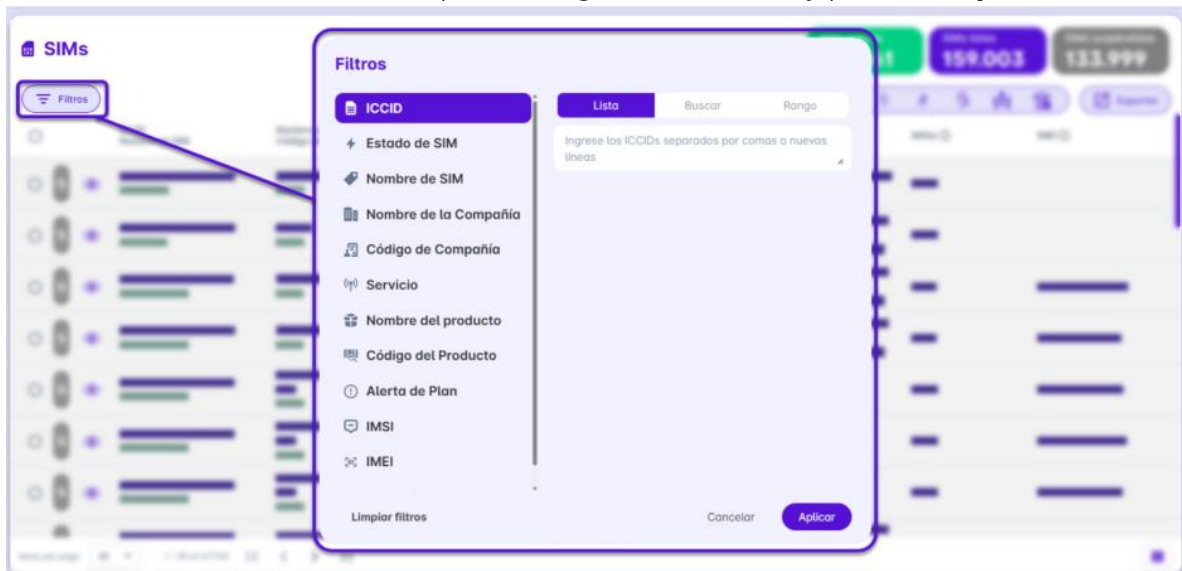 SIMs
159.003
133.999
Filtros
Filtros
ICCID
Estado de SIM
Nombre de SIM
Nombre de la Compañía
Código de Compañía
Servicio
Nombre del producto
Código del Producto
Alerta de Plan
IMSI
IMEI
Lista
Buscar
Rango
Ingrese los ICCIDs separados por comas o nuevas
líneas
Limpiar filtros
Cancelar
Aplicar